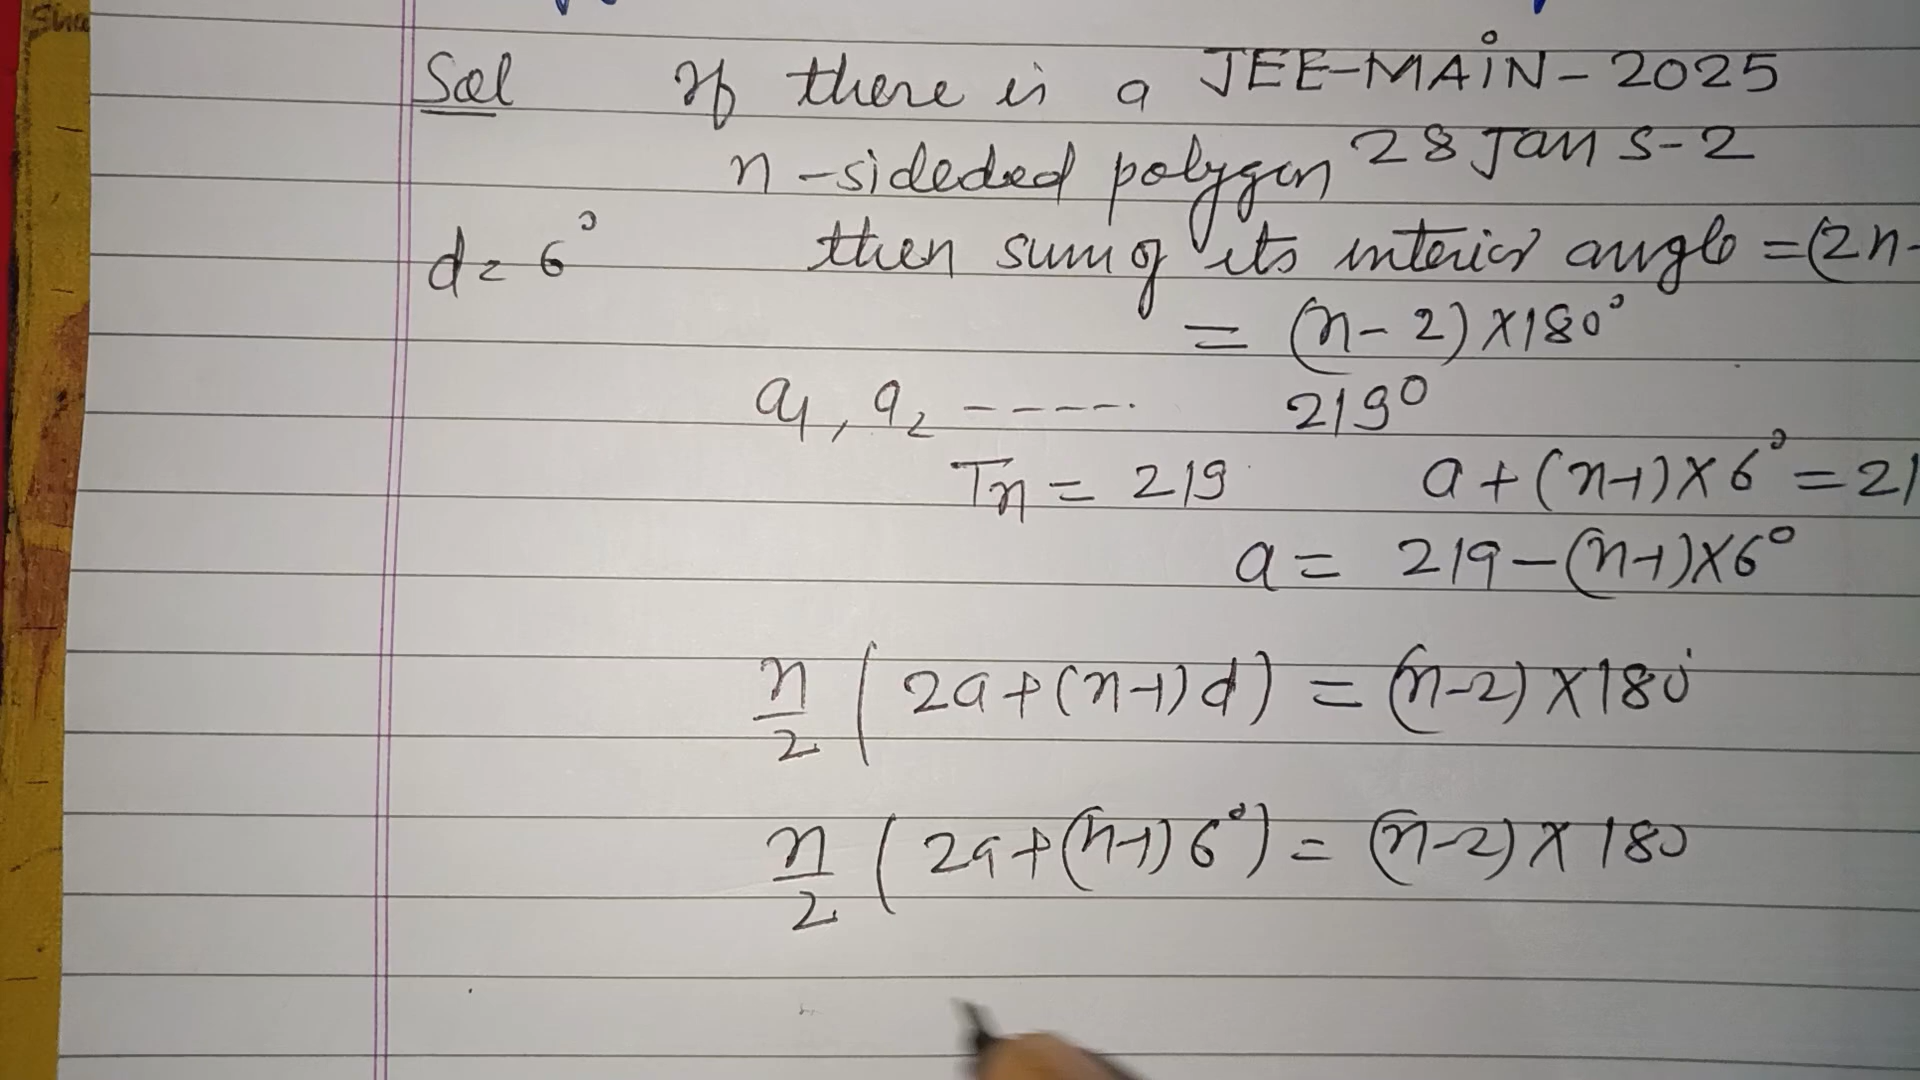 Sol If there is a JEE-MAIN-2025
n-sideded polygon 28 Jan S-2
d = 6° then sum of its interior angle = (2n-
= (n-2)×180°
a1, a2 ----- 219°
Tn = 219 a+(n-1)×6° = 21
a = 219-(n-1)×6°
n/2 (2a+(n-1)d) = (n-2)×180°
n/2 (2a+(n-1)6°) = (n-2)×180